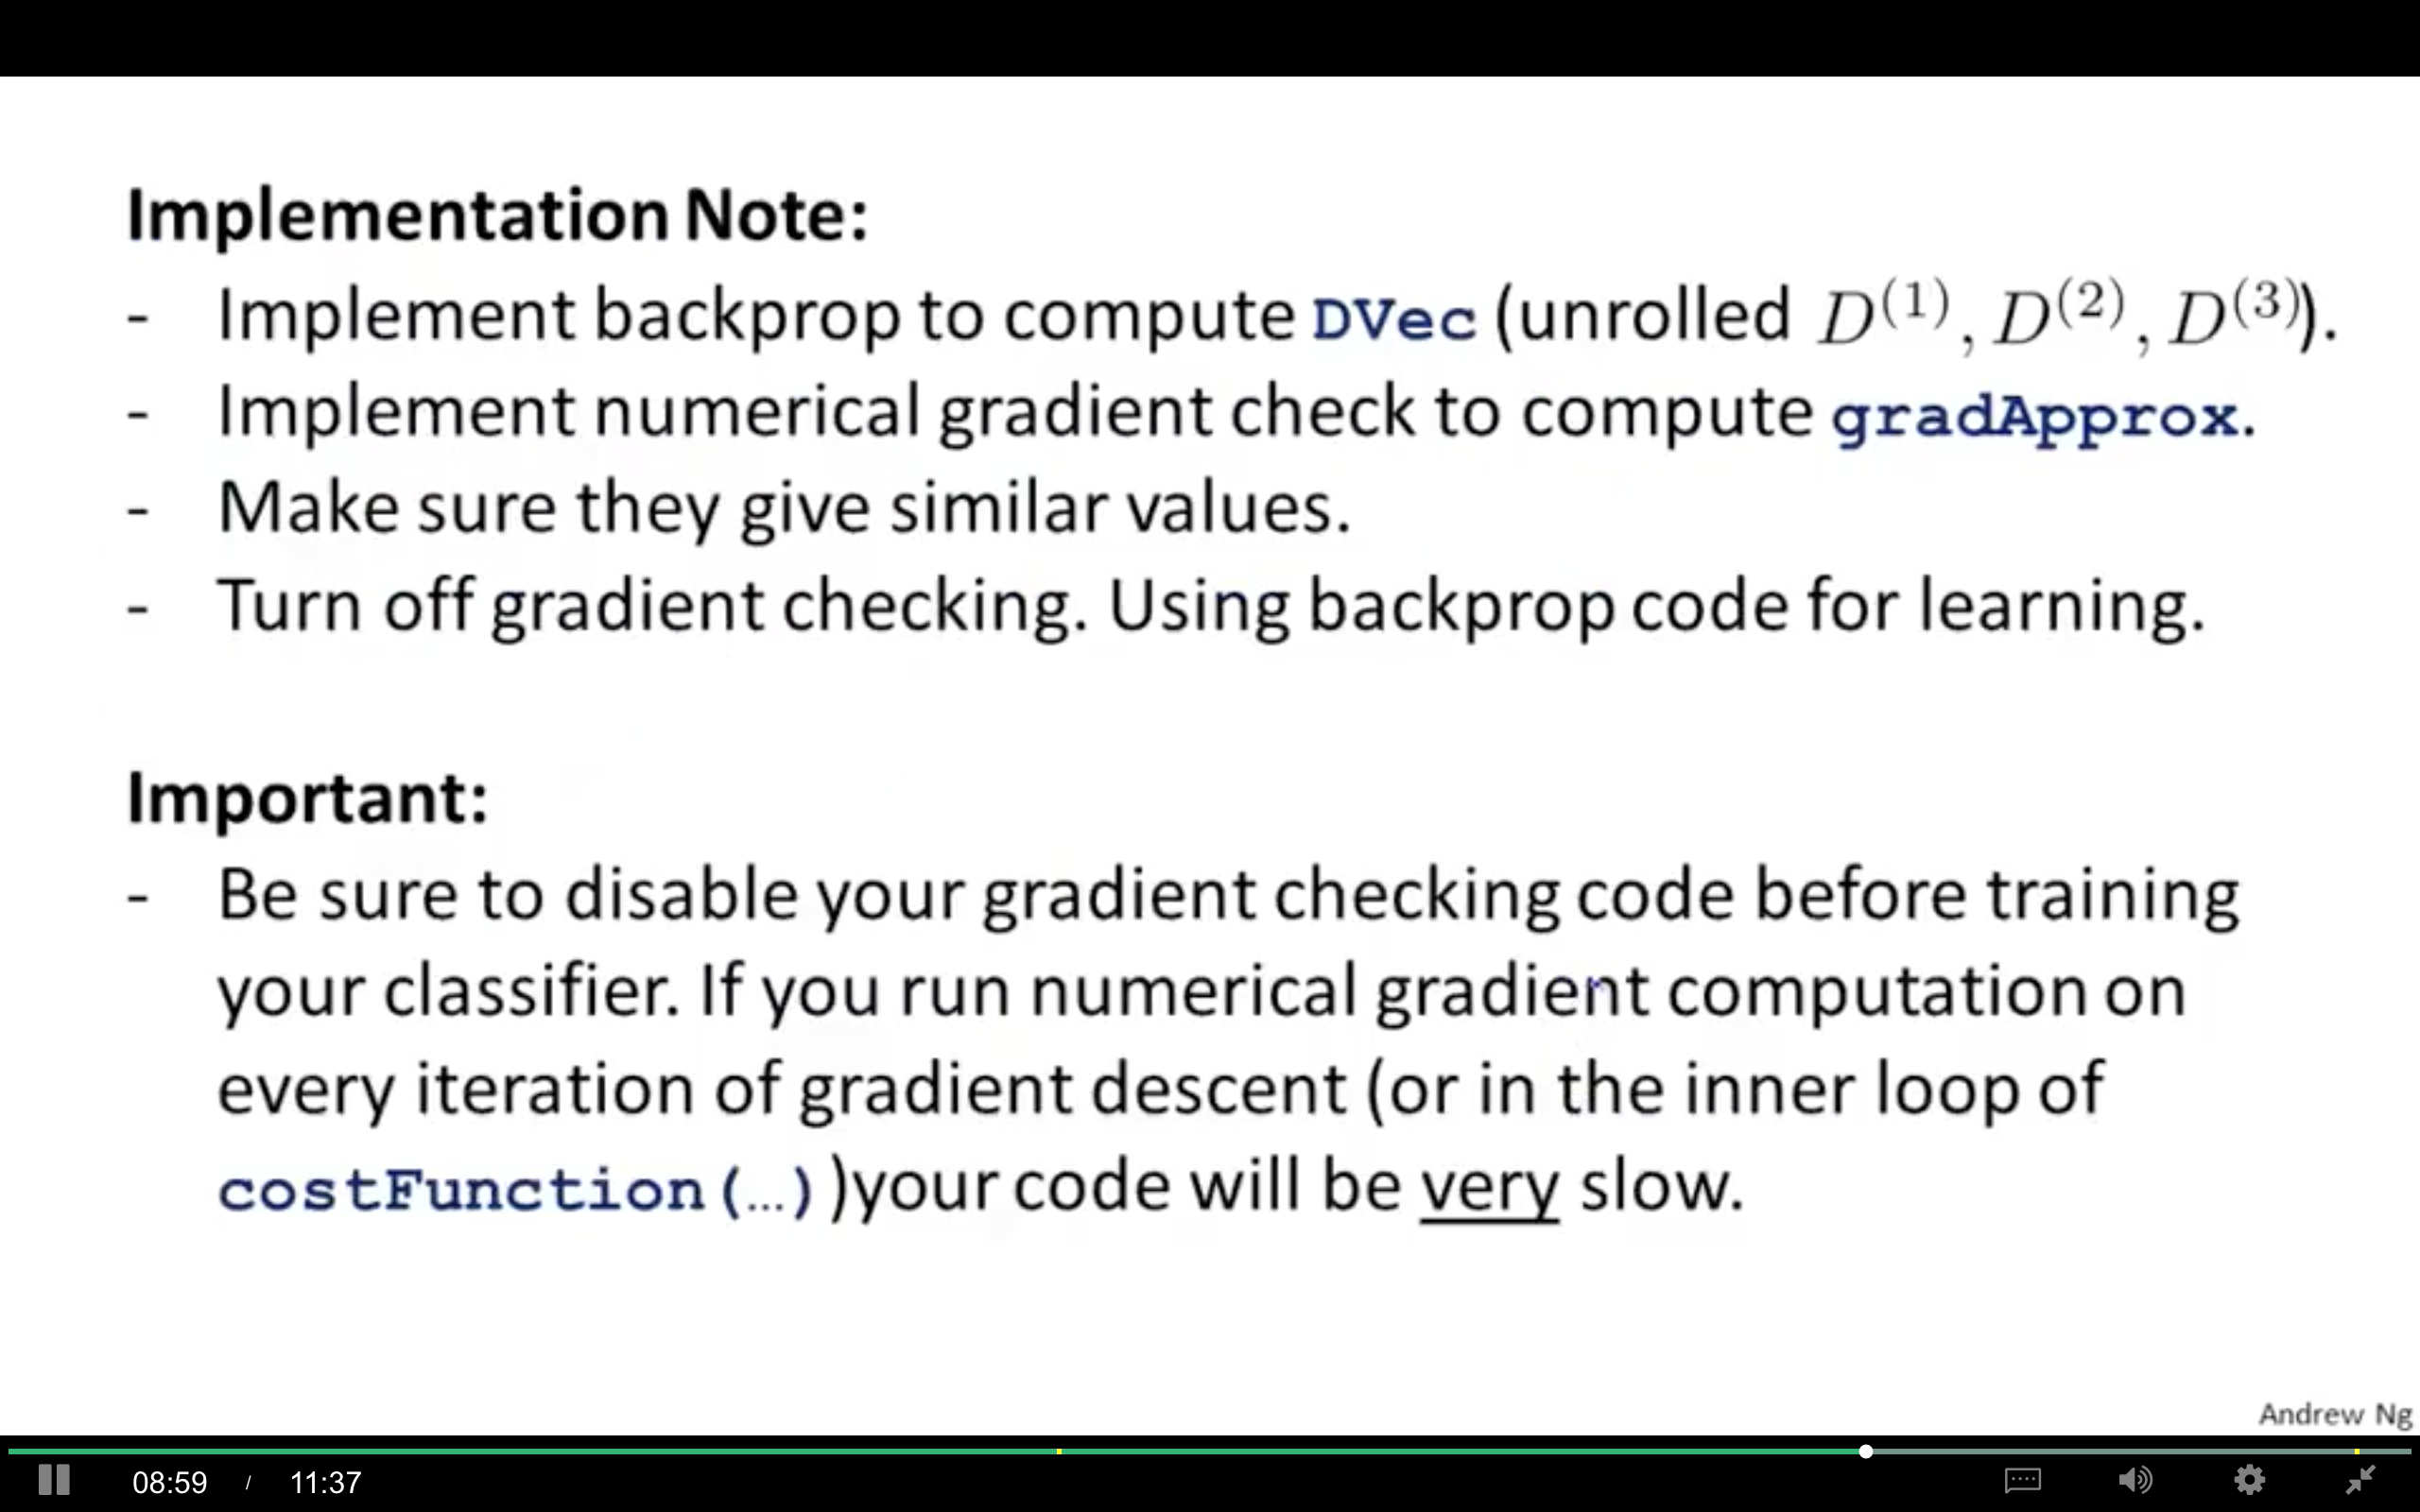 Implementation Note:
- Implement backprop to compute DVec (unrolled D^{(1)}, D^{(2)}, D^{(3)}).
- Implement numerical gradient check to compute gradApprox.
- Make sure they give similar values.
- Turn off gradient checking. Using backprop code for learning.
Important:
- Be sure to disable your gradient checking code before training
your classifier. If you run numerical gradient computation on
every iteration of gradient descent (or in the inner loop of
costFunction(…))your code will be very slow.
Andrew Ng
08:59 / 11:37